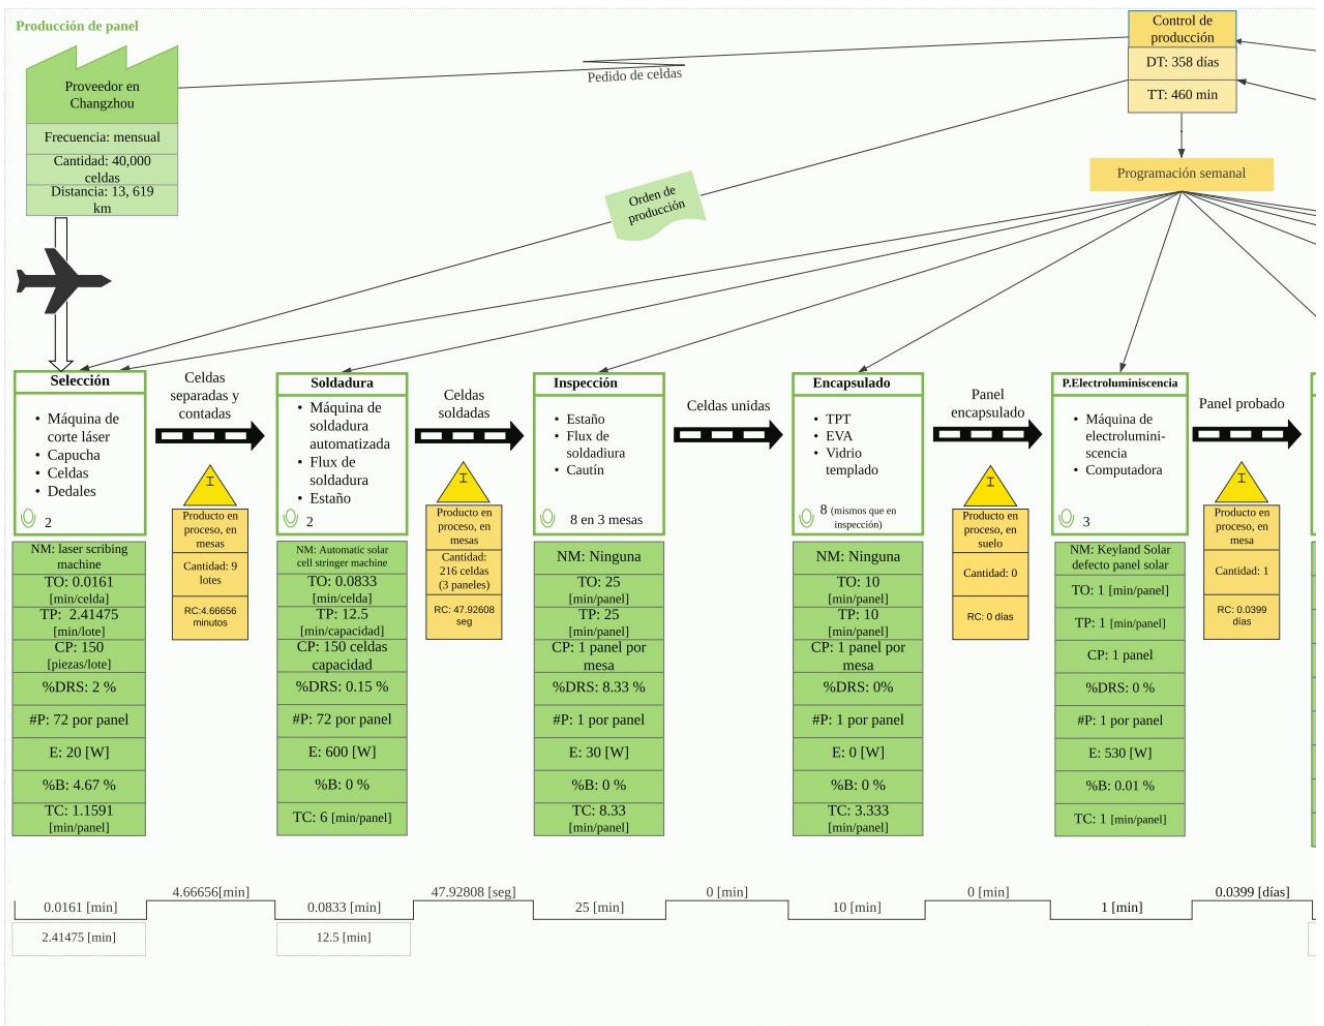 Producción de panel
Proveedor en
Changzhou
Frecuencia: mensual
Cantidad: 40,000
celdas
Distancia: 13, 619
km
Pedido de celdas
Control de
producción
DT: 358 días
TT: 460 min
Programación semanal
Orden de
producción
Selección
• Máquina de
corte láser
• Capucha
• Celdas
• Dedales
2
NM: laser scribing
machine
TO: 0.0161
[min/celda]
TP: 2.41475
[min/lote]
CP: 150
[piezas/lote]
%DRS: 2 %
#P: 72 por panel
E: 20 [W]
%B: 4.67 %
TC: 1.1591
[min/panel]
Celdas
separadas y
contadas
I
Producto en
proceso, en
mesas
Cantidad: 9
lotes
RC:4.66656
minutos
Soldadura
• Máquina de
soldadura
automatizada
• Flux de
soldadura
• Estaño
2
NM: Automatic solar
cell stringer machine
TO: 0.0833
[min/celda]
TP: 12.5
[min/capacidad]
CP: 150 celdas
capacidad
%DRS: 0.15 %
#P: 72 por panel
E: 600 [W]
%B: 0 %
TC: 6 [min/panel]
Celdas
soldadas
I
Producto en
proceso, en
mesas
Cantidad:
216 celdas
(3 paneles)
RC: 47.92608
seg
Inspección
• Estaño
• Flux de
soldadiura
• Cautín
8 en 3 mesas
NM: Ninguna
TO: 25
[min/panel]
TP: 25
[min/panel]
CP: 1 panel por
mesa
%DRS: 8.33 %
#P: 1 por panel
E: 30 [W]
%B: 0 %
TC: 8.33
[min/panel]
Celdas unidas
Encapsulado
• TPT
• EVA
• Vidrio
templado
8 (mismos que en
inspección)
NM: Ninguna
TO: 10
[min/panel]
TP: 10
[min/panel]
CP: 1 panel por
mesa
%DRS: 0%
#P: 1 por panel
E: 0 [W]
%B: 0 %
TC: 3.333
[min/panel]
Panel
encapsulado
I
Producto en
proceso, en
suelo
Cantidad: 0
RC: 0 días
P.Electroluminiscencia
• Máquina de
electrolumini-
scencia
• Computadora
3
NM: Keyland Solar
defecto panel solar
TO: 1 [min/panel]
TP: 1 [min/panel]
CP: 1 panel
%DRS: 0 %
#P: 1 por panel
E: 530 [W]
%B: 0.01 %
TC: 1 [min/panel]
Panel probado
I
Producto en
proceso, en
mesa
Cantidad: 1
RC: 0.0399
días
0.0161 [min]
4.66656[min]
0.0833 [min]
47.92808 [seg]
25 [min]
0 [min]
10 [min]
0 [min]
1 [min]
0.0399 [días]
2.41475 [min]
12.5 [min]